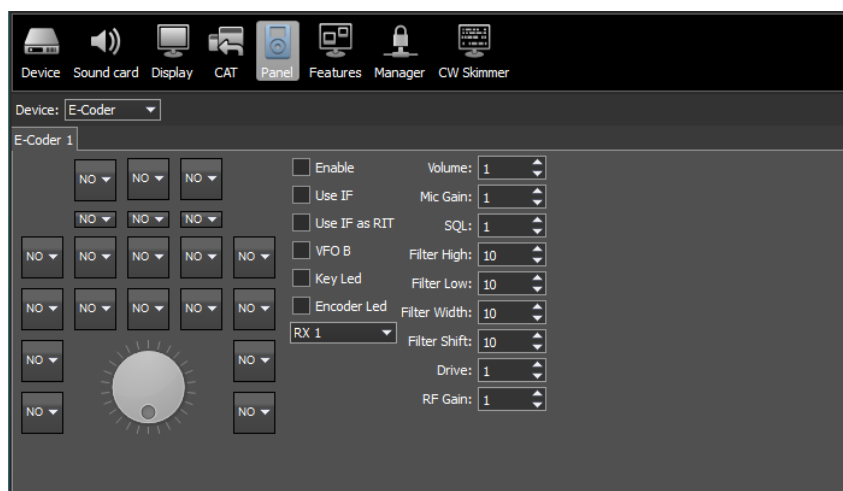 Device Sound card Display CAT Panel Features Manager CW Skimmer
Device: E-Coder
E-Coder 1
NO NO NO
NO NO NO
NO NO NO NO NO
NO NO NO NO NO
NO NO
NO NO
Enable
Use IF
Use IF as RIT
VFO B
Key Led
Encoder Led
RX 1
Volume: 1
Mic Gain: 1
SQL: 1
Filter High: 10
Filter Low: 10
Filter Width: 10
Filter Shift: 10
Drive: 1
RF Gain: 1